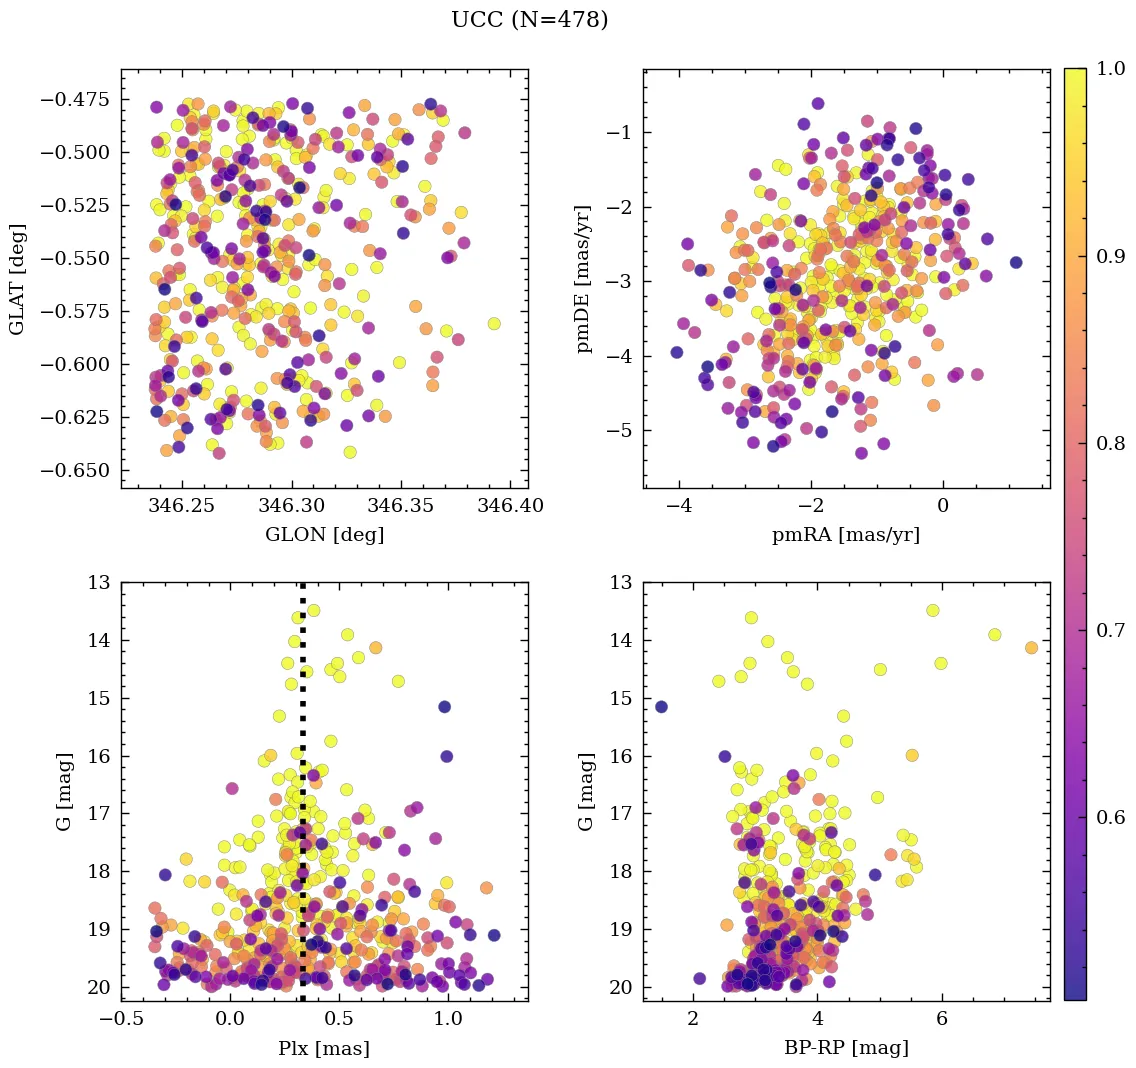 UCC (N=478)
−0.475
−0.500
−0.525
−0.550
−0.575
−0.600
−0.625
−0.650
GLAT [deg]
346.25 346.30 346.35 346.40
GLON [deg]
−1
−2
−3
−4
−5
pmDE [mas/yr]
−4 −2 0
pmRA [mas/yr]
1.0
0.9
0.8
0.7
0.6
13
14
15
16
17
18
19
20
G [mag]
−0.5 0.0 0.5 1.0
Plx [mas]
13
14
15
16
17
18
19
20
G [mag]
2 4 6
BP-RP [mag]